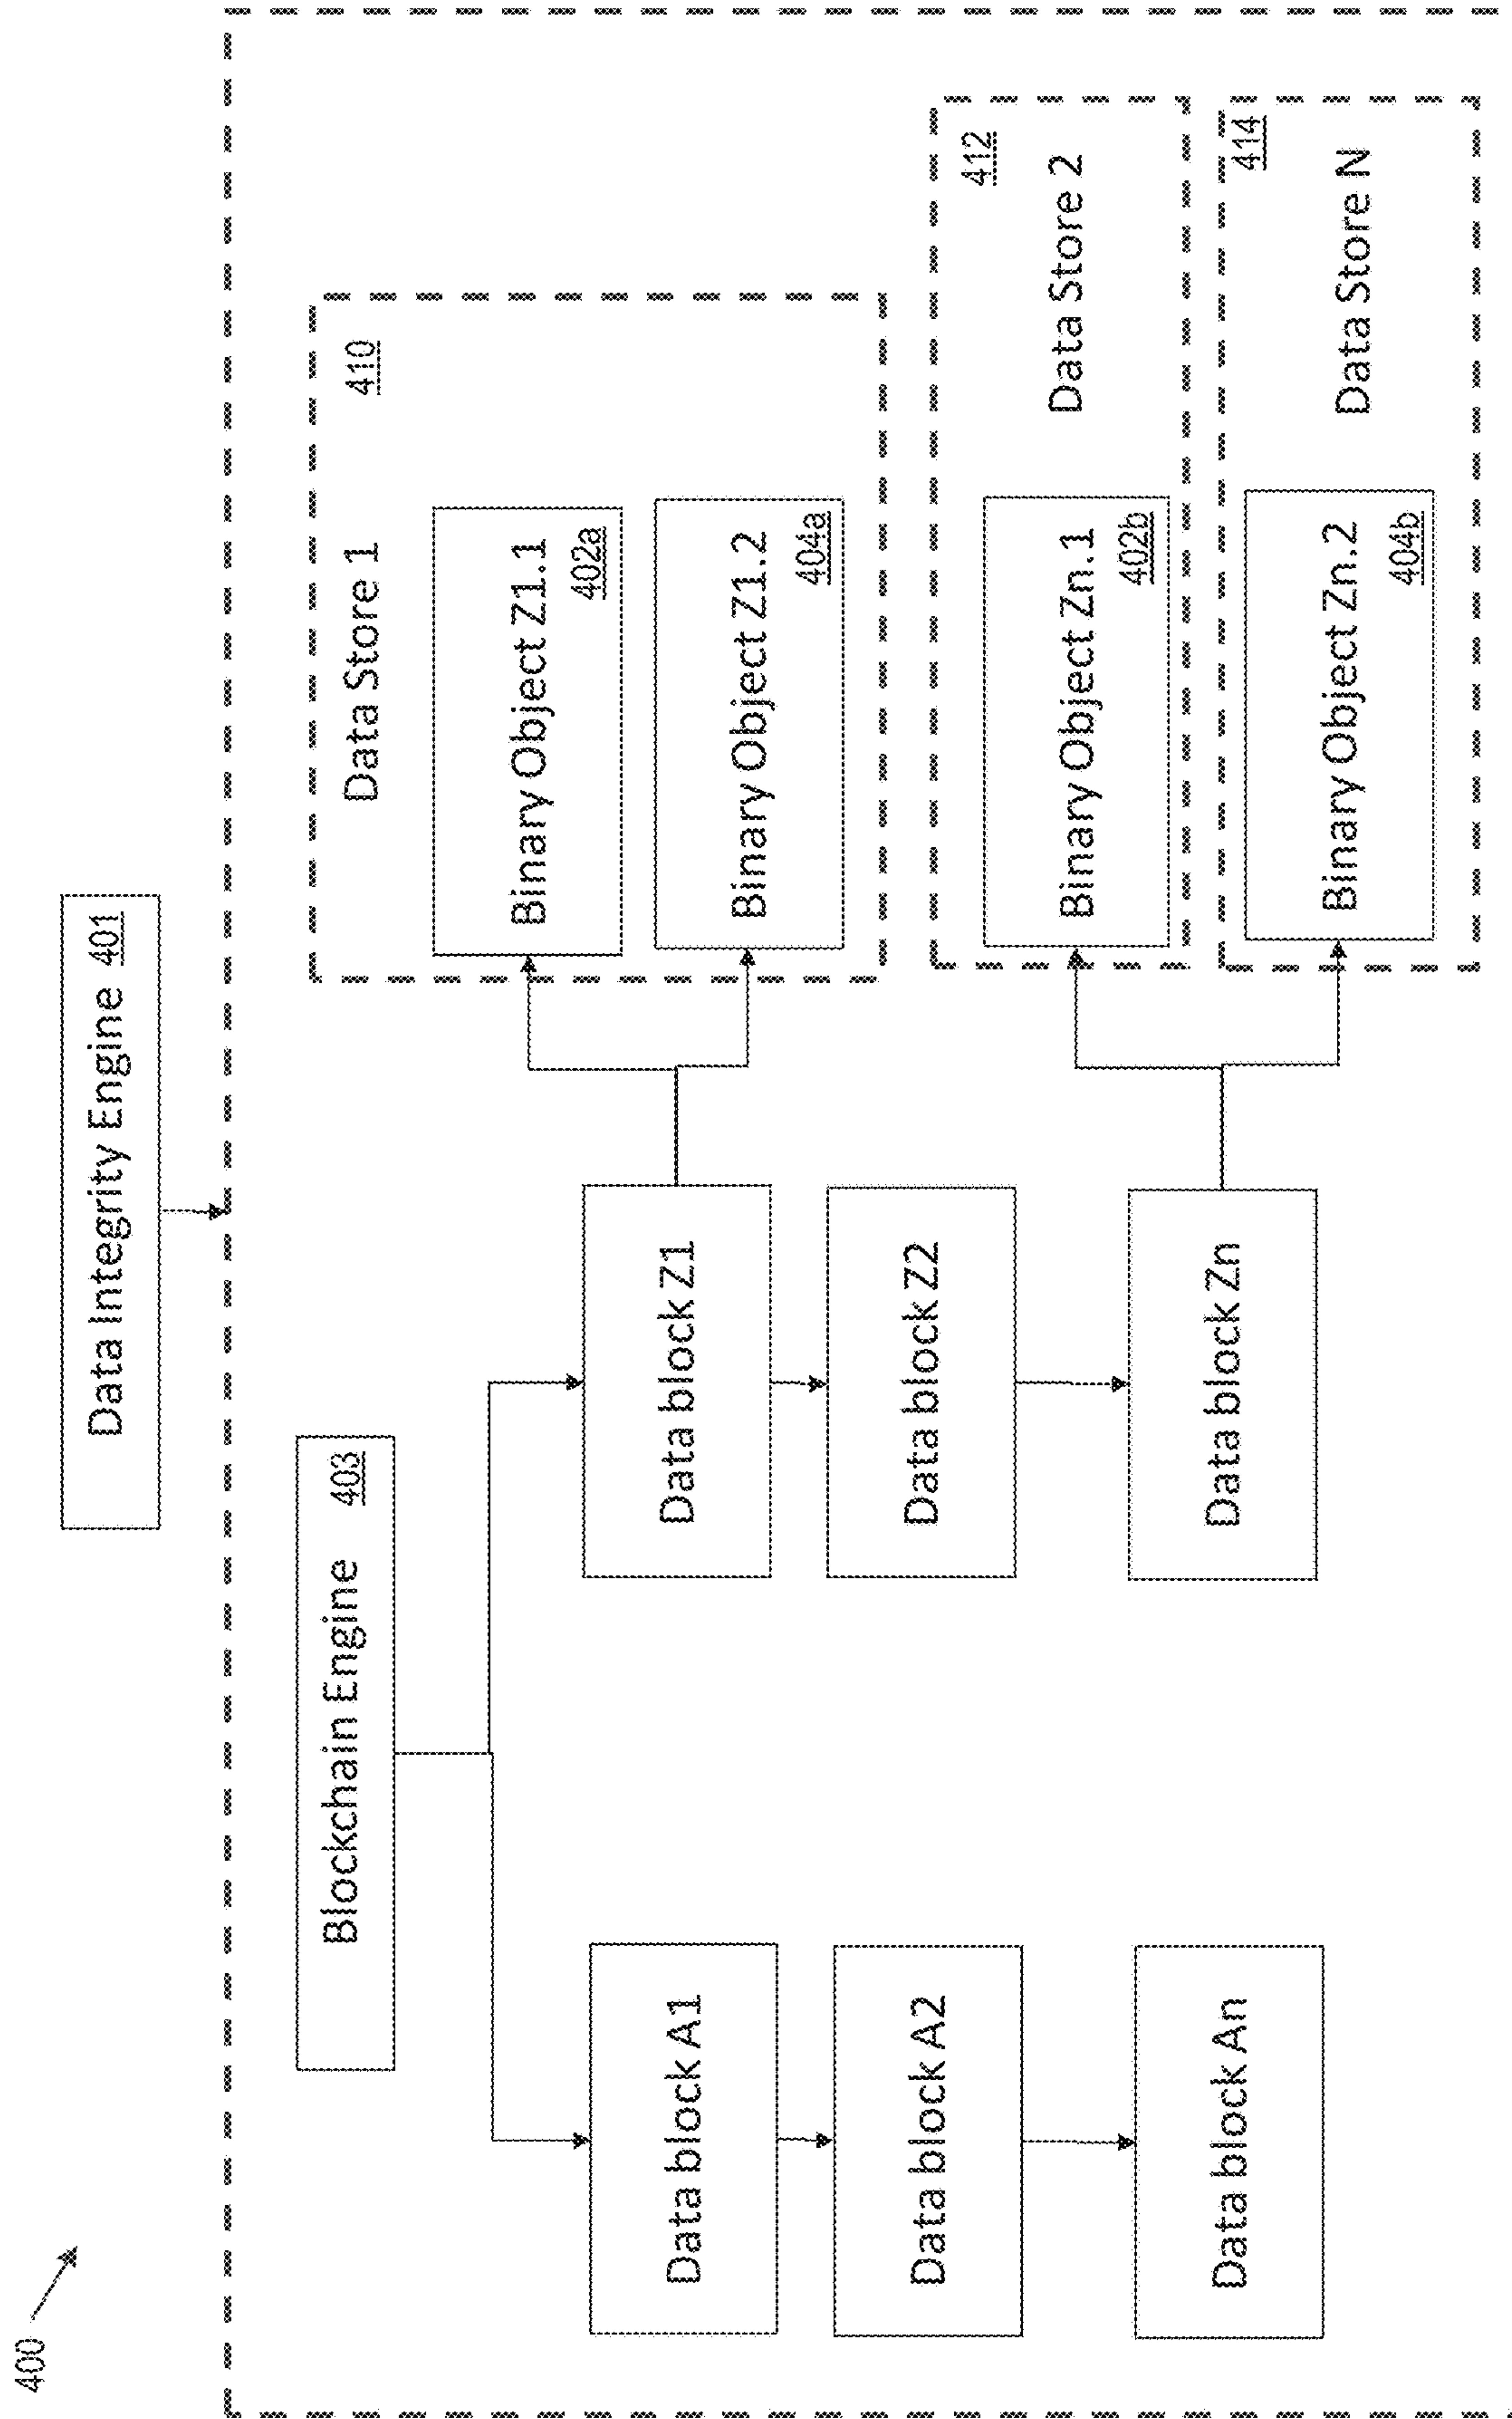 400
Data Integrity Engine 401
Blockchain Engine 403
Data block A1
Data block A2
Data block An
Data block Z1
Data block Z2
Data block Zn
Data Store 1
410
Binary Object Z1.1
402a
Binary Object Z1.2
404a
412
Data Store 2
Binary Object Zn.1
402b
414
Data Store N
Binary Object Zn.2
404b